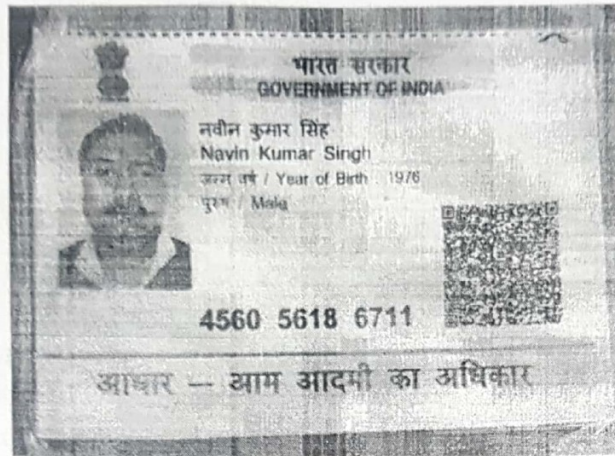 भारत सरकार
GOVERNMENT OF INDIA
नवीन कुमार सिंह
Navin Kumar Singh
जन्म वर्ष / Year of Birth : 1976
पुरुष / Male
4560 5618 6711
आधार — आम आदमी का अधिकार